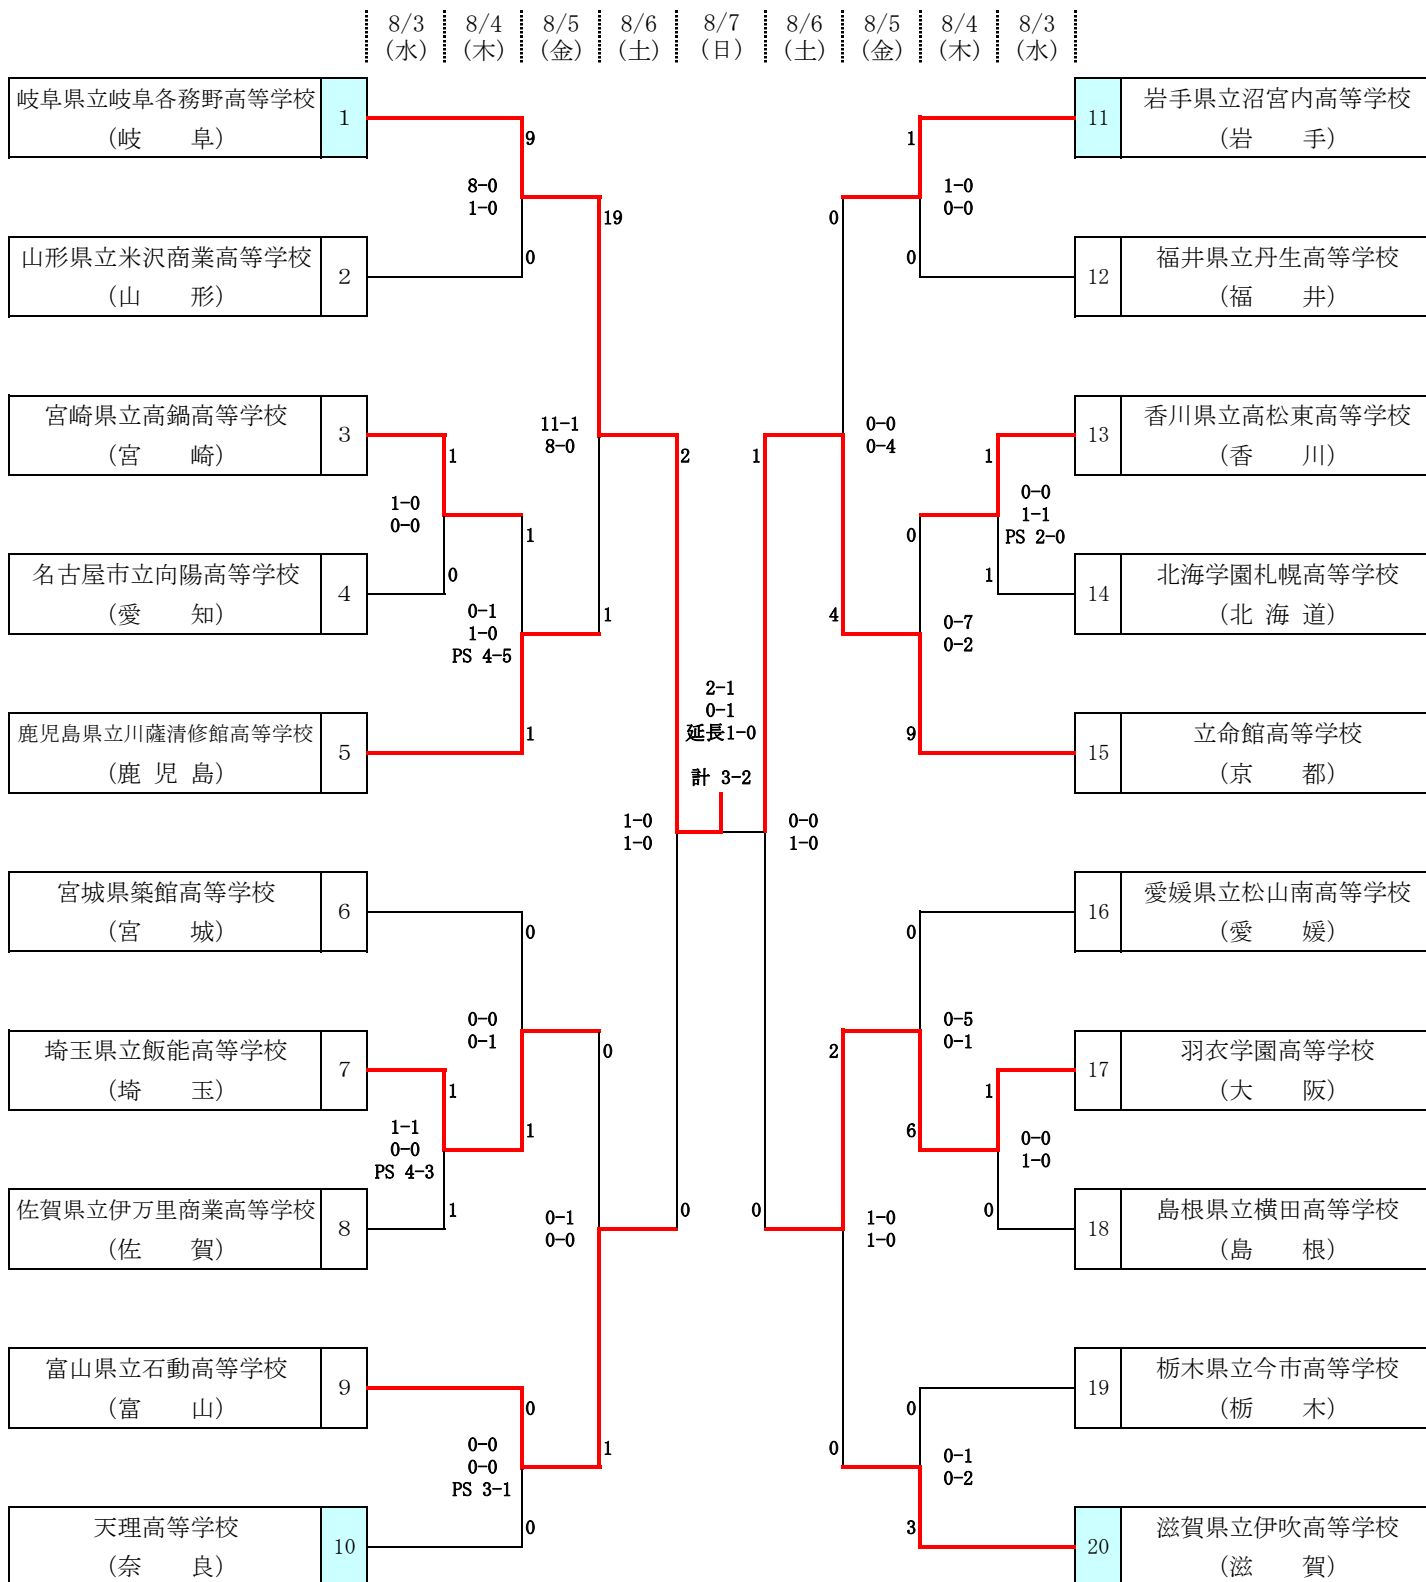 8/3 8/4 8/5 8/6 8/7 8/6 8/5 8/4 8/3
(水) (木) (金) (土) (日) (土) (金) (木) (水)
岐阜県立岐阜各務野高等学校
(岐 阜)
1
山形県立米沢商業高等学校
(山 形)
2
宮崎県立高鍋高等学校
(宮 崎)
3
名古屋市立向陽高等学校
(愛 知)
4
鹿児島県立川薩清修館高等学校
(鹿 児 島)
5
宮城県築館高等学校
(宮 城)
6
埼玉県立飯能高等学校
(埼 玉)
7
佐賀県立伊万里商業高等学校
(佐 賀)
8
富山県立石動高等学校
(富 山)
9
天理高等学校
(奈 良)
10
9
8-0
1-0
0
19
1
1-0
0-0
0
1
0-1
1-0
PS 4-5
1
11-1
8-0
1
2
1-0
1-0
0
0-0
0-1
1
1-1
0-0
PS 4-3
1
1
0
0-1
0-0
0
0
0-0
0-0
PS 3-1
0
1
2-1
0-1
延長1-0
計 3-2
1
0-0
1-0
0
1
1-0
0-0
0
0
0-0
0-4
4
1
0-0
1-1
PS 2-0
1
0
0-7
0-2
9
0
0-5
0-1
6
1
0-0
1-0
0
2
1-0
1-0
0
0
0-1
0-2
3
11
岩手県立沼宮内高等学校
(岩 手)
12
福井県立丹生高等学校
(福 井)
13
香川県立高松東高等学校
(香 川)
14
北海学園札幌高等学校
(北 海 道)
15
立命館高等学校
(京 都)
16
愛媛県立松山南高等学校
(愛 媛)
17
羽衣学園高等学校
(大 阪)
18
島根県立横田高等学校
(島 根)
19
栃木県立今市高等学校
(栃 木)
20
滋賀県立伊吹高等学校
(滋 賀)